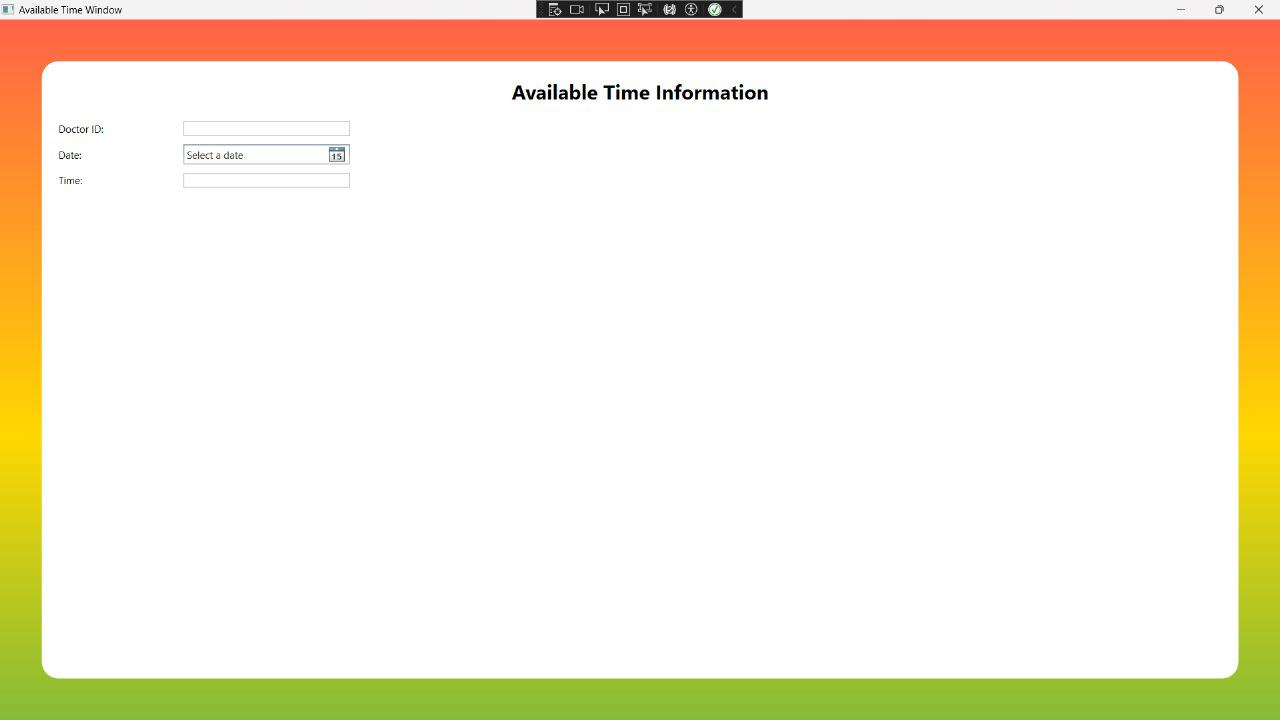 Available Time Window
Available Time Information
Doctor ID:
Date:
Select a date
15
Time: